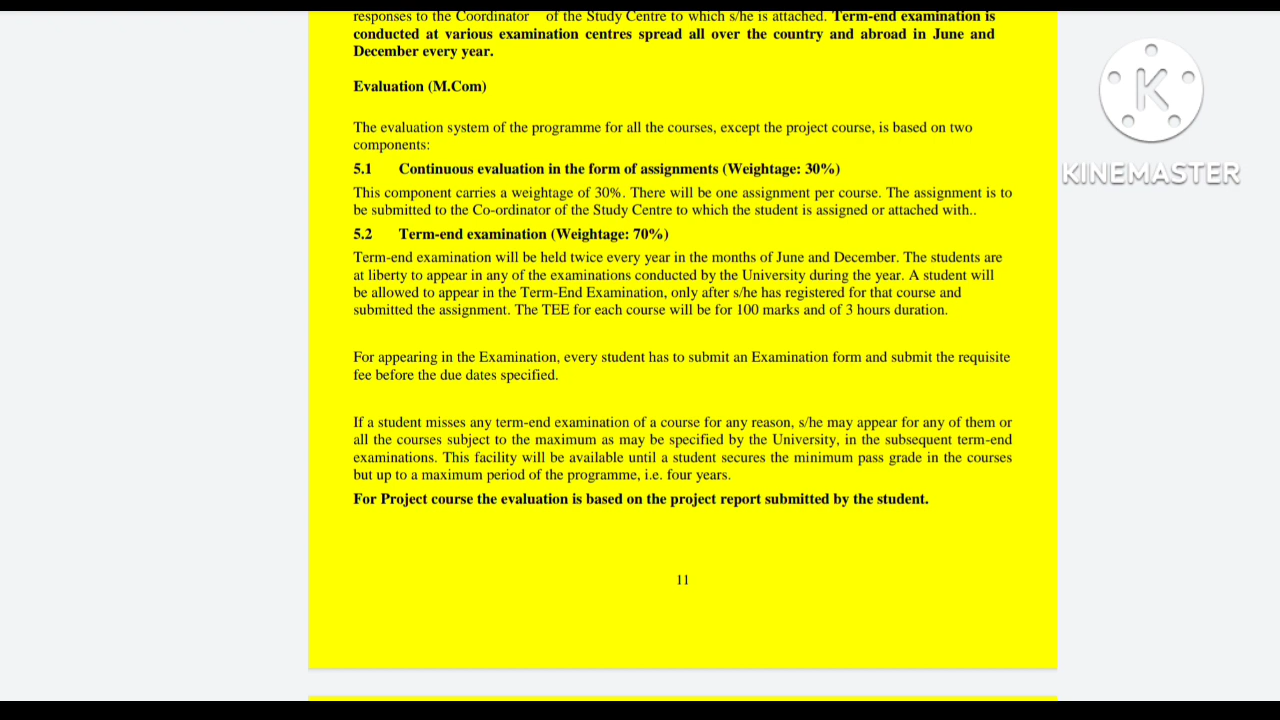 responses to the Coordinator of the Study Centre to which s/he is attached. Term-end examination is
conducted at various examination centres spread all over the country and abroad in June and
December every year.
Evaluation (M.Com)
The evaluation system of the programme for all the courses, except the project course, is based on two
components:
5.1 Continuous evaluation in the form of assignments (Weightage: 30%)
This component carries a weightage of 30%. There will be one assignment per course. The assignment is to
be submitted to the Co-ordinator of the Study Centre to which the student is assigned or attached with..
5.2 Term-end examination (Weightage: 70%)
Term-end examination will be held twice every year in the months of June and December. The students are
at liberty to appear in any of the examinations conducted by the University during the year. A student will
be allowed to appear in the Term-End Examination, only after s/he has registered for that course and
submitted the assignment. The TEE for each course will be for 100 marks and of 3 hours duration.
For appearing in the Examination, every student has to submit an Examination form and submit the requisite
fee before the due dates specified.
If a student misses any term-end examination of a course for any reason, s/he may appear for any of them or
all the courses subject to the maximum as may be specified by the University, in the subsequent term-end
examinations. This facility will be available until a student secures the minimum pass grade in the courses
but up to a maximum period of the programme, i.e. four years.
For Project course the evaluation is based on the project report submitted by the student.
11
K
KINEMASTER